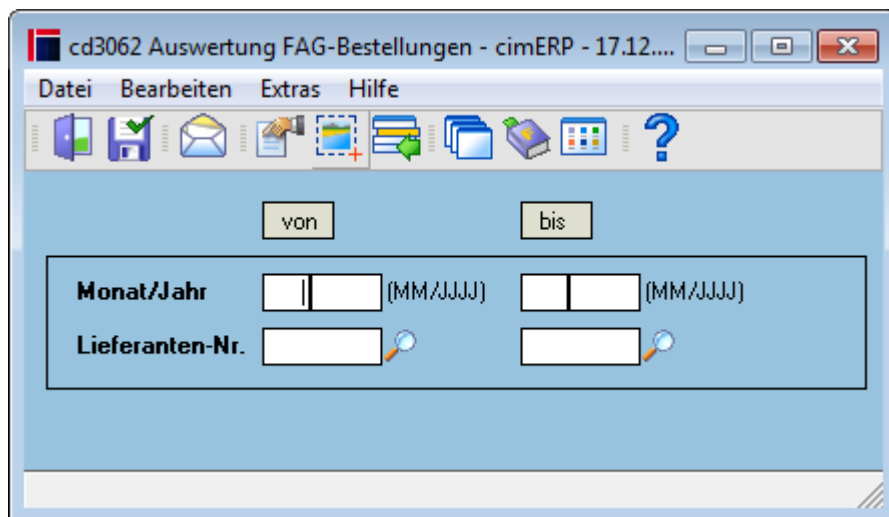 cd3062 Auswertung FAG-Bestellungen - cimERP - 17.12....
Datei Bearbeiten Extras Hilfe
von bis
Monat/Jahr (MM/JJJJ) (MM/JJJJ)
Lieferanten-Nr.